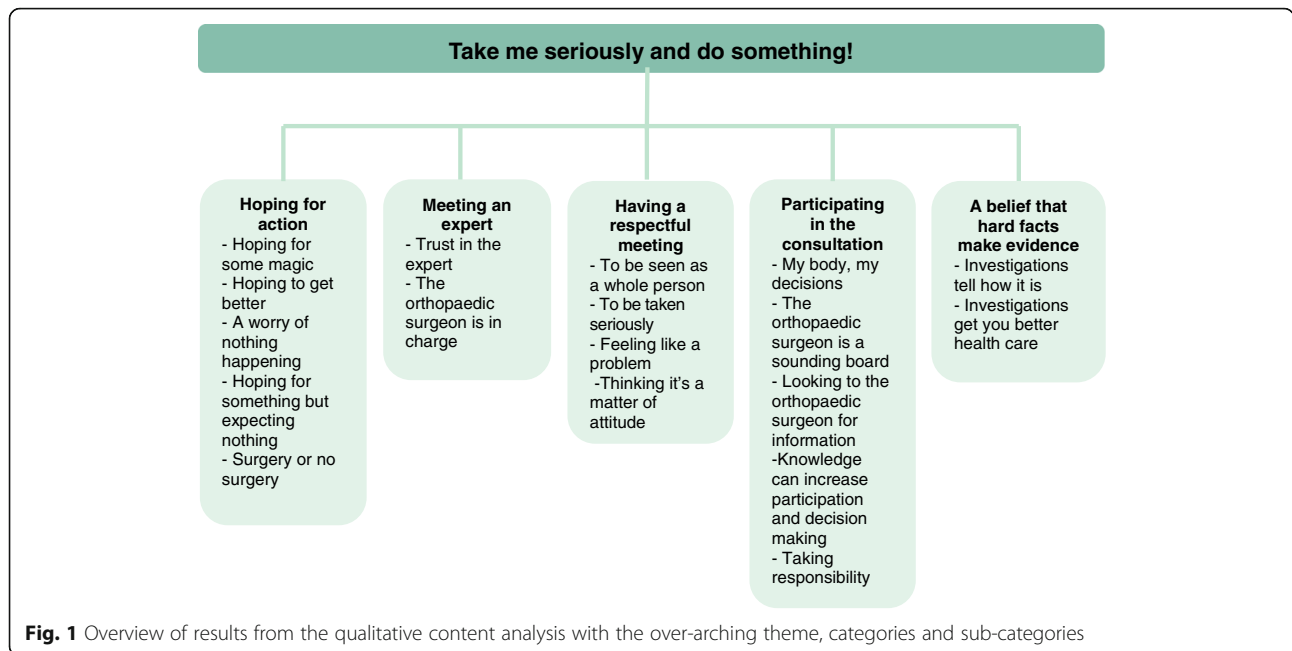 Take me seriously and do something!
Hoping for
action
- Hoping for
some magic
- Hoping to get
better
- A worry of
nothing
happening
- Hoping for
something but
expecting
nothing
- Surgery or no
surgery
Meeting an
expert
- Trust in the
expert
- The
orthopaedic
surgeon is in
charge
Having a
respectful
meeting
- To be seen as
a whole person
- To be taken
seriously
- Feeling like a
problem
-Thinking it's a
matter of
attitude
Participating
in the
consultation
- My body, my
decisions
- The
orthopaedic
surgeon is a
sounding board
- Looking to the
orthopaedic
surgeon for
information
-Knowledge
can increase
participation
and decision
making
- Taking
responsibility
A belief that
hard facts
make evidence
- Investigations
tell how it is
- Investigations
get you better
health care
Fig. 1 Overview of results from the qualitative content analysis with the over-arching theme, categories and sub-categories